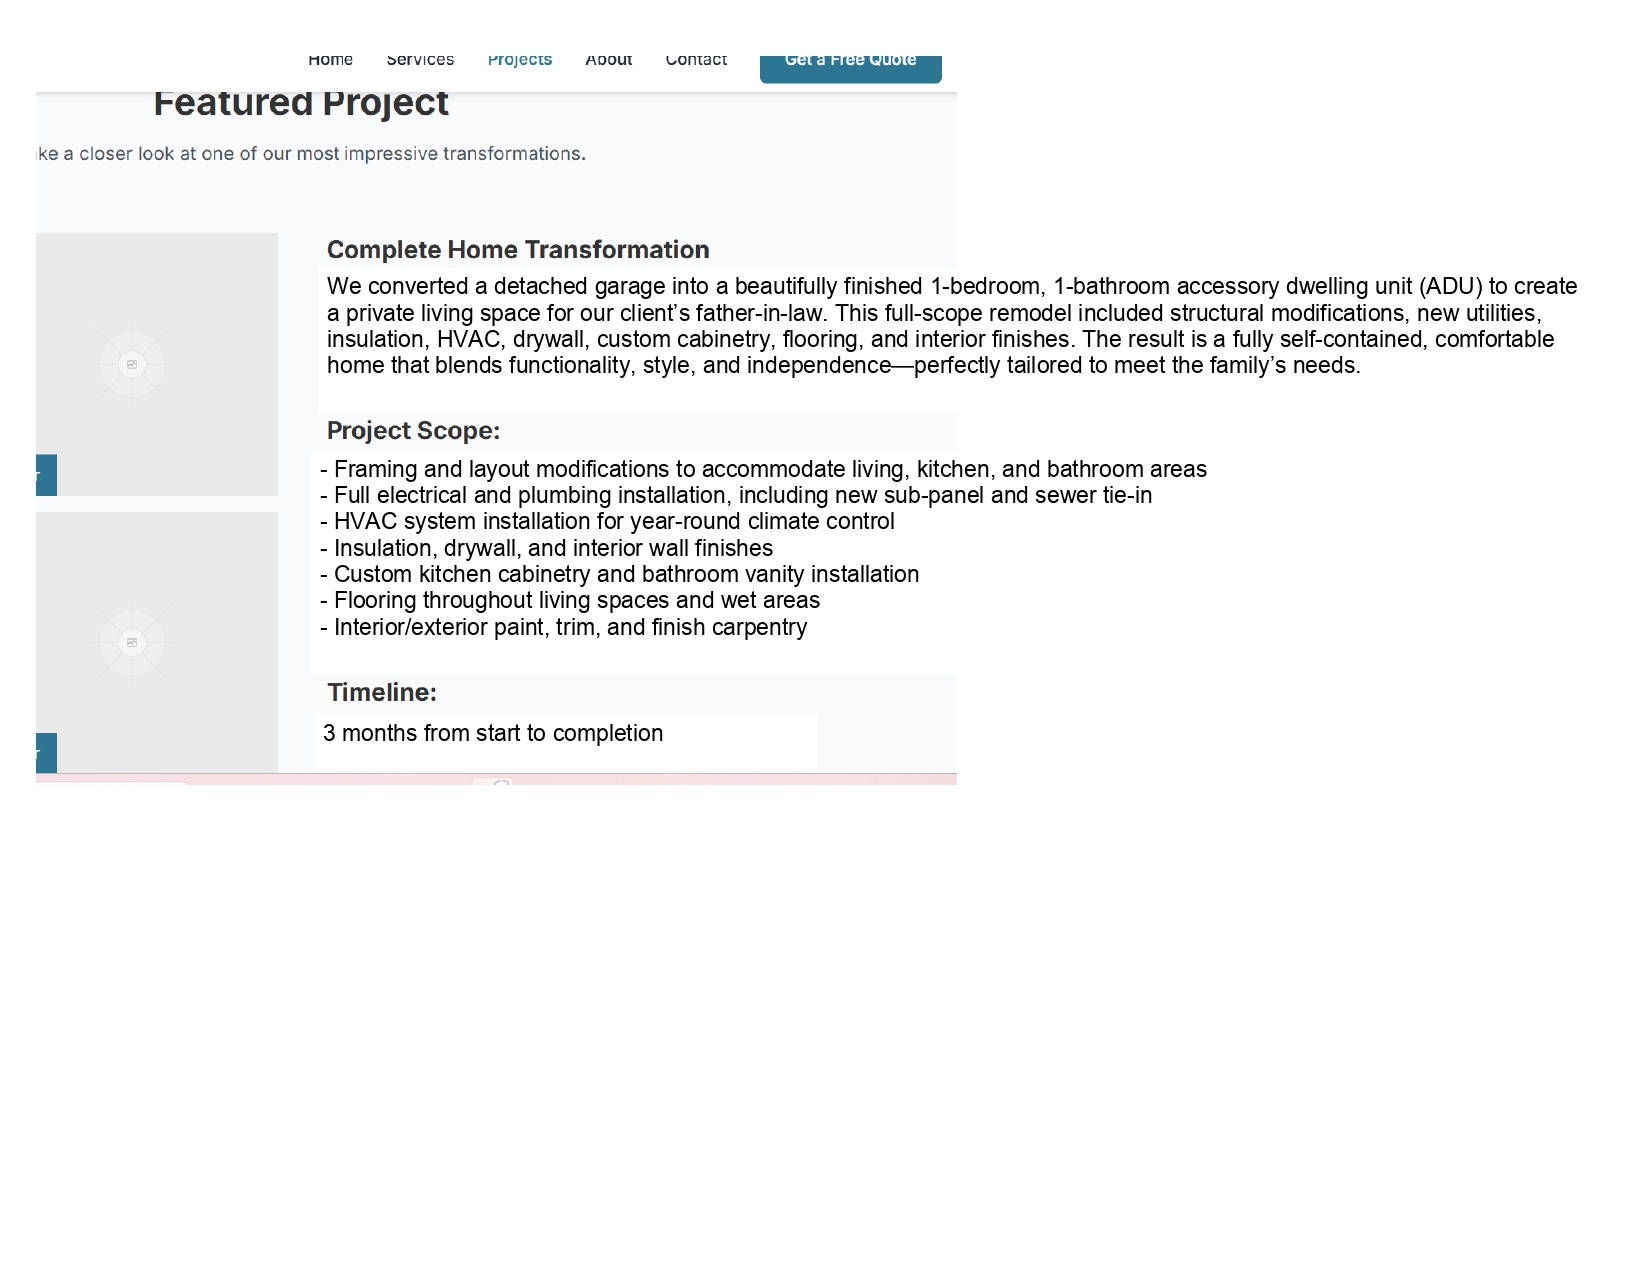 Home Services Projects About Contact Get a Free Quote
Featured Project
ke a closer look at one of our most impressive transformations.
Complete Home Transformation
We converted a detached garage into a beautifully finished 1-bedroom, 1-bathroom accessory dwelling unit (ADU) to create
a private living space for our client’s father-in-law. This full-scope remodel included structural modifications, new utilities,
insulation, HVAC, drywall, custom cabinetry, flooring, and interior finishes. The result is a fully self-contained, comfortable
home that blends functionality, style, and independence—perfectly tailored to meet the family’s needs.
Project Scope:
- Framing and layout modifications to accommodate living, kitchen, and bathroom areas
- Full electrical and plumbing installation, including new sub-panel and sewer tie-in
- HVAC system installation for year-round climate control
- Insulation, drywall, and interior wall finishes
- Custom kitchen cabinetry and bathroom vanity installation
- Flooring throughout living spaces and wet areas
- Interior/exterior paint, trim, and finish carpentry
Timeline:
3 months from start to completion